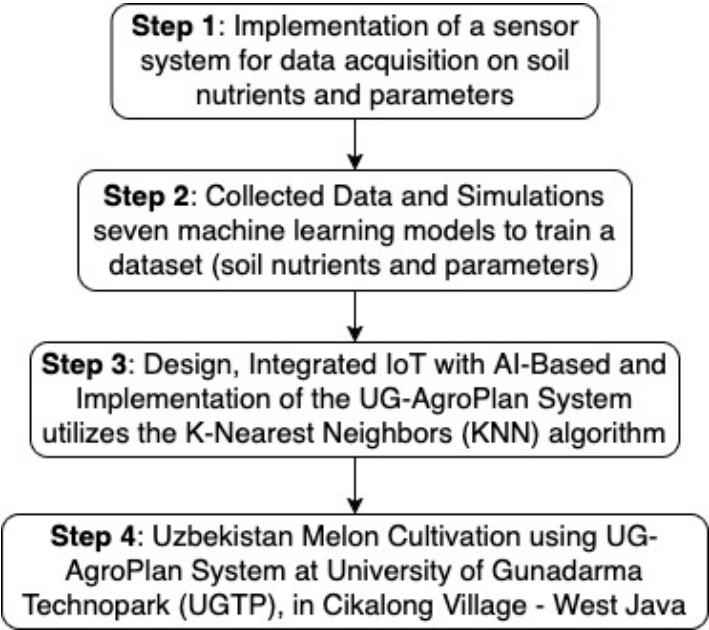 Step 1: Implementation of a sensor
system for data acquisition on soil
nutrients and parameters
Step 2: Collected Data and Simulations
seven machine learning models to train a
dataset (soil nutrients and parameters)
Step 3: Design, Integrated IoT with AI-Based and
Implementation of the UG-AgroPlan System
utilizes the K-Nearest Neighbors (KNN) algorithm
Step 4: Uzbekistan Melon Cultivation using UG-
AgroPlan System at University of Gunadarma
Technopark (UGTP), in Cikalong Village - West Java